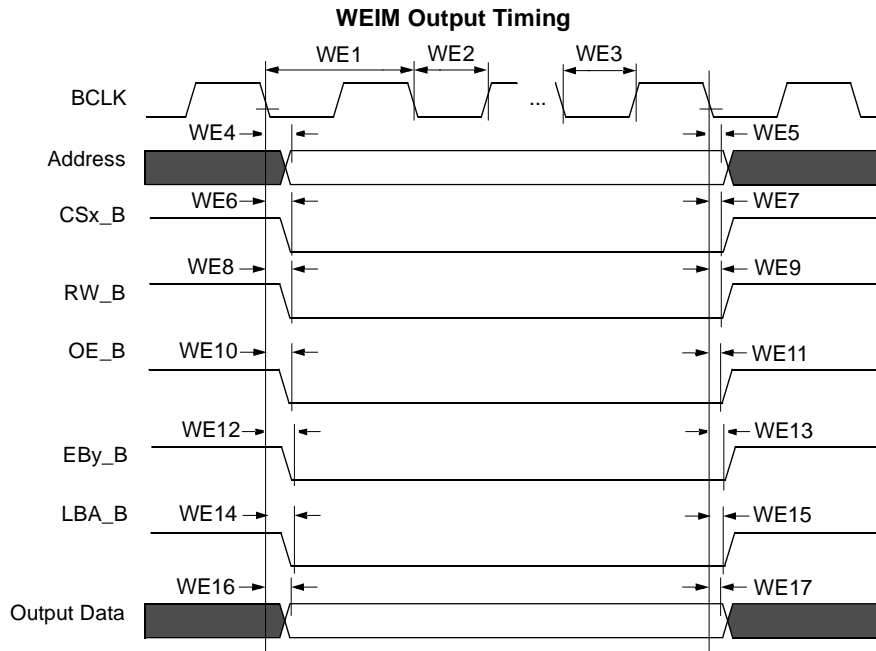 WEIM Output Timing
WE1 WE2 WE3
BCLK ...
WE4 WE5
Address
WE6 WE7
CSx_B
WE8 WE9
RW_B
WE10 WE11
OE_B
WE12 WE13
EBy_B
WE14 WE15
LBA_B
WE16 WE17
Output Data